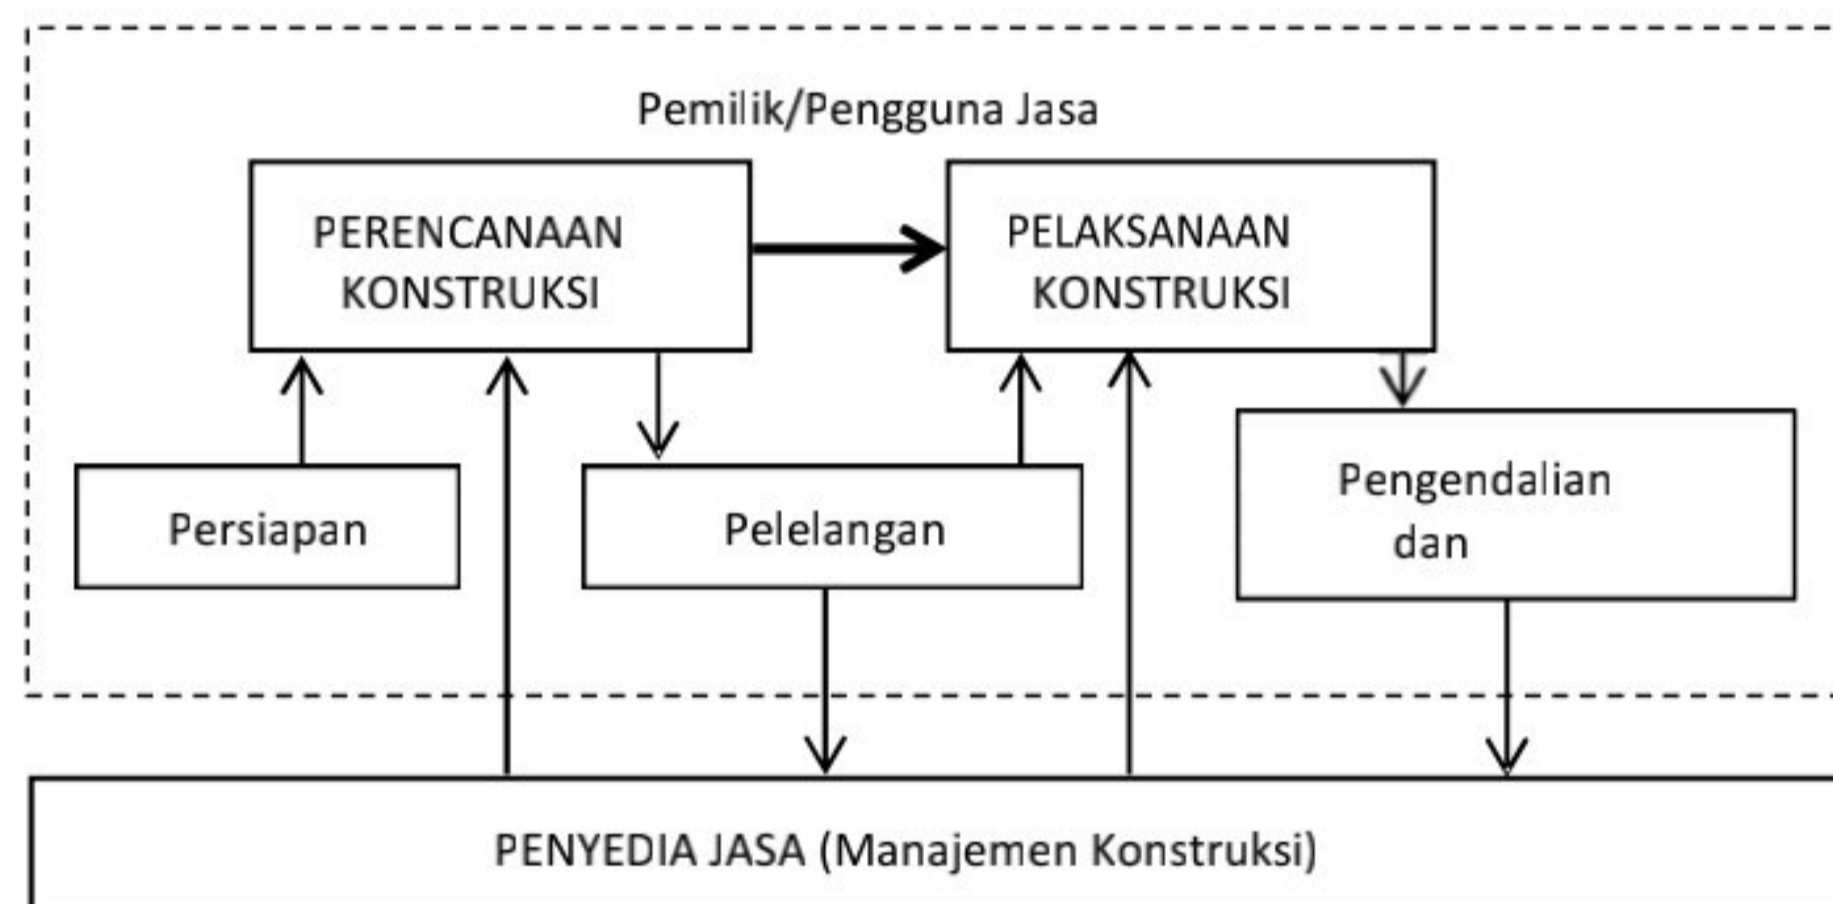 Pemilik/Pengguna Jasa
PERENCANAAN
KONSTRUKSI
PELAKSANAAN
KONSTRUKSI
Persiapan
Pelelangan
Pengendalian
dan
PENYEDIA JASA (Manajemen Konstruksi)